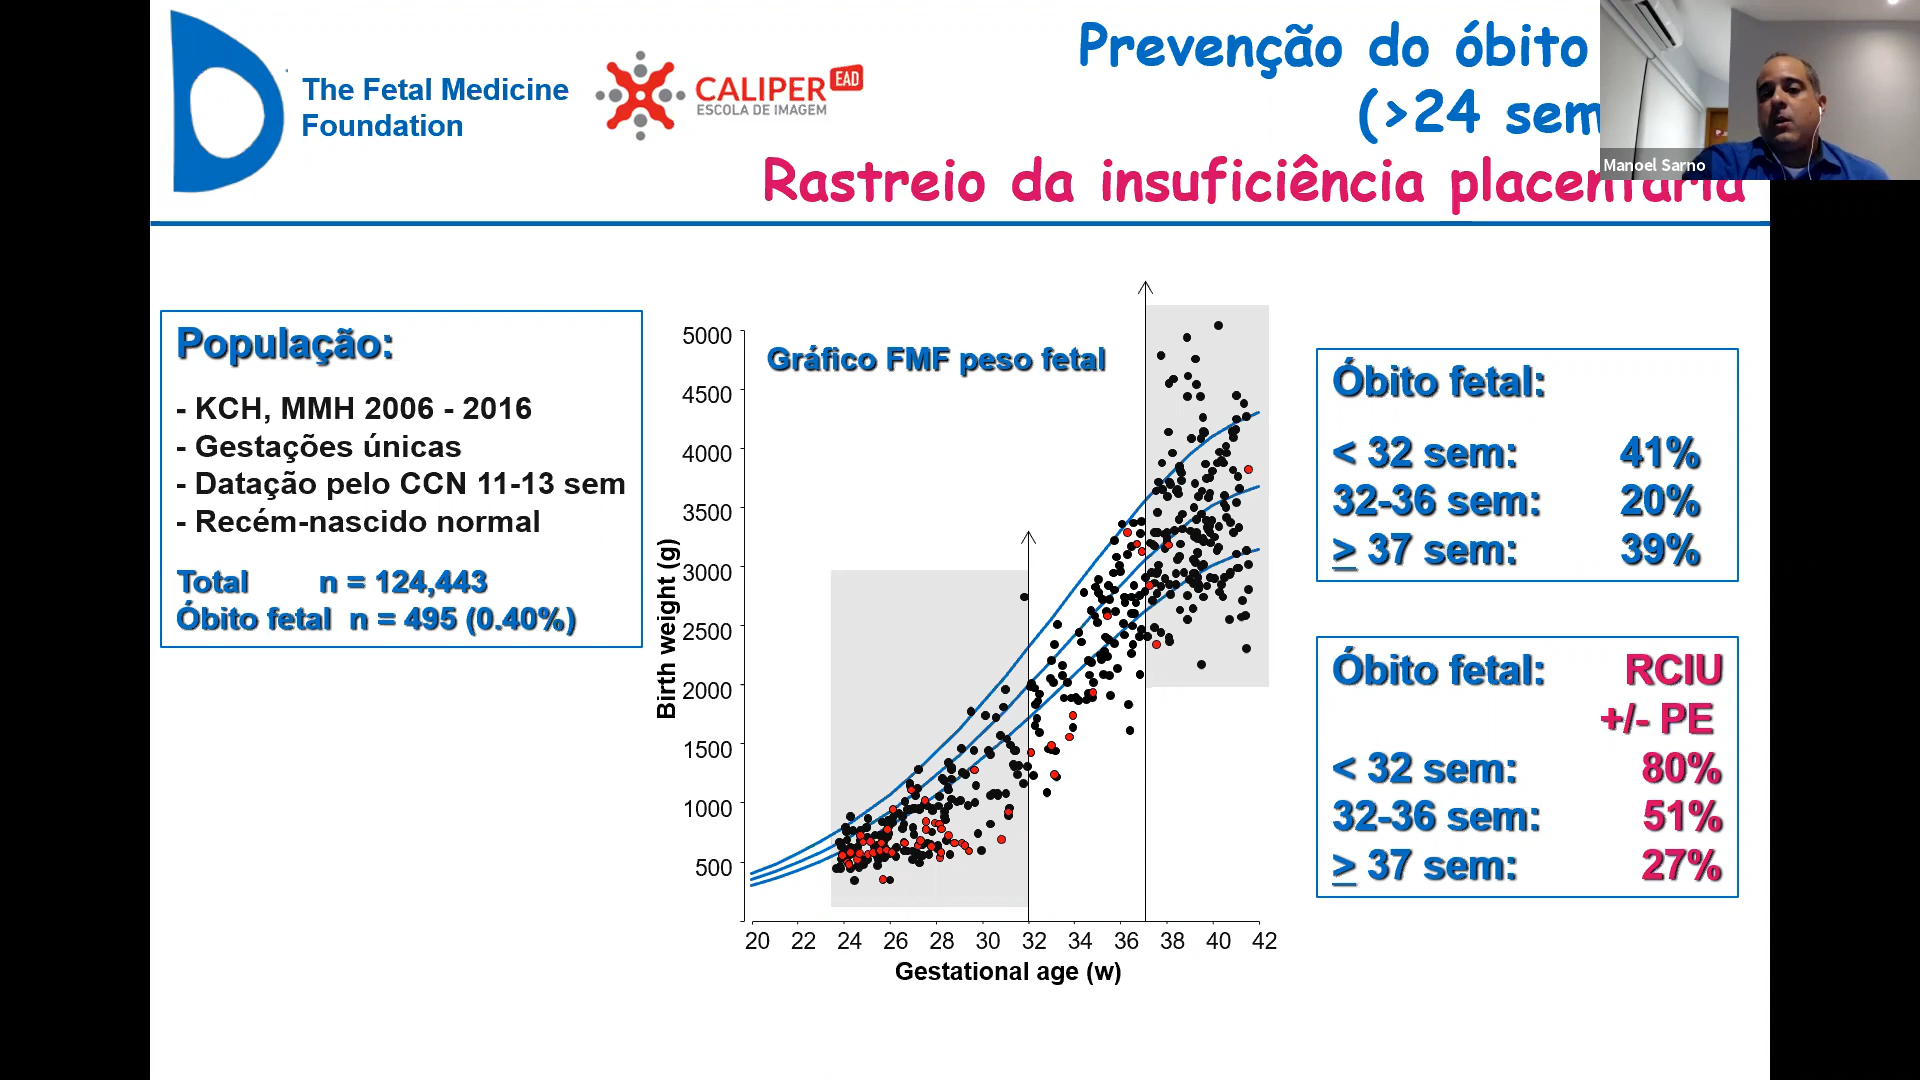 The Fetal Medicine
Foundation
CALIPER EAD
ESCOLA DE IMAGEM
Prevenção do óbito
(>24 sem
Rastreio da insuficiência placentária
Manoel Sarno
População:
- KCH, MMH 2006 - 2016
- Gestações únicas
- Datação pelo CCN 11-13 sem
- Recém-nascido normal
Total n = 124,443
Óbito fetal n = 495 (0.40%)
Gráfico FMF peso fetal
Birth weight (g)
5000
4500
4000
3500
3000
2500
2000
1500
1000
500
20 22 24 26 28 30 32 34 36 38 40 42
Gestational age (w)
Óbito fetal:
< 32 sem: 41%
32-36 sem: 20%
≥ 37 sem: 39%
Óbito fetal: RCIU
+/- PE
< 32 sem: 80%
32-36 sem: 51%
≥ 37 sem: 27%